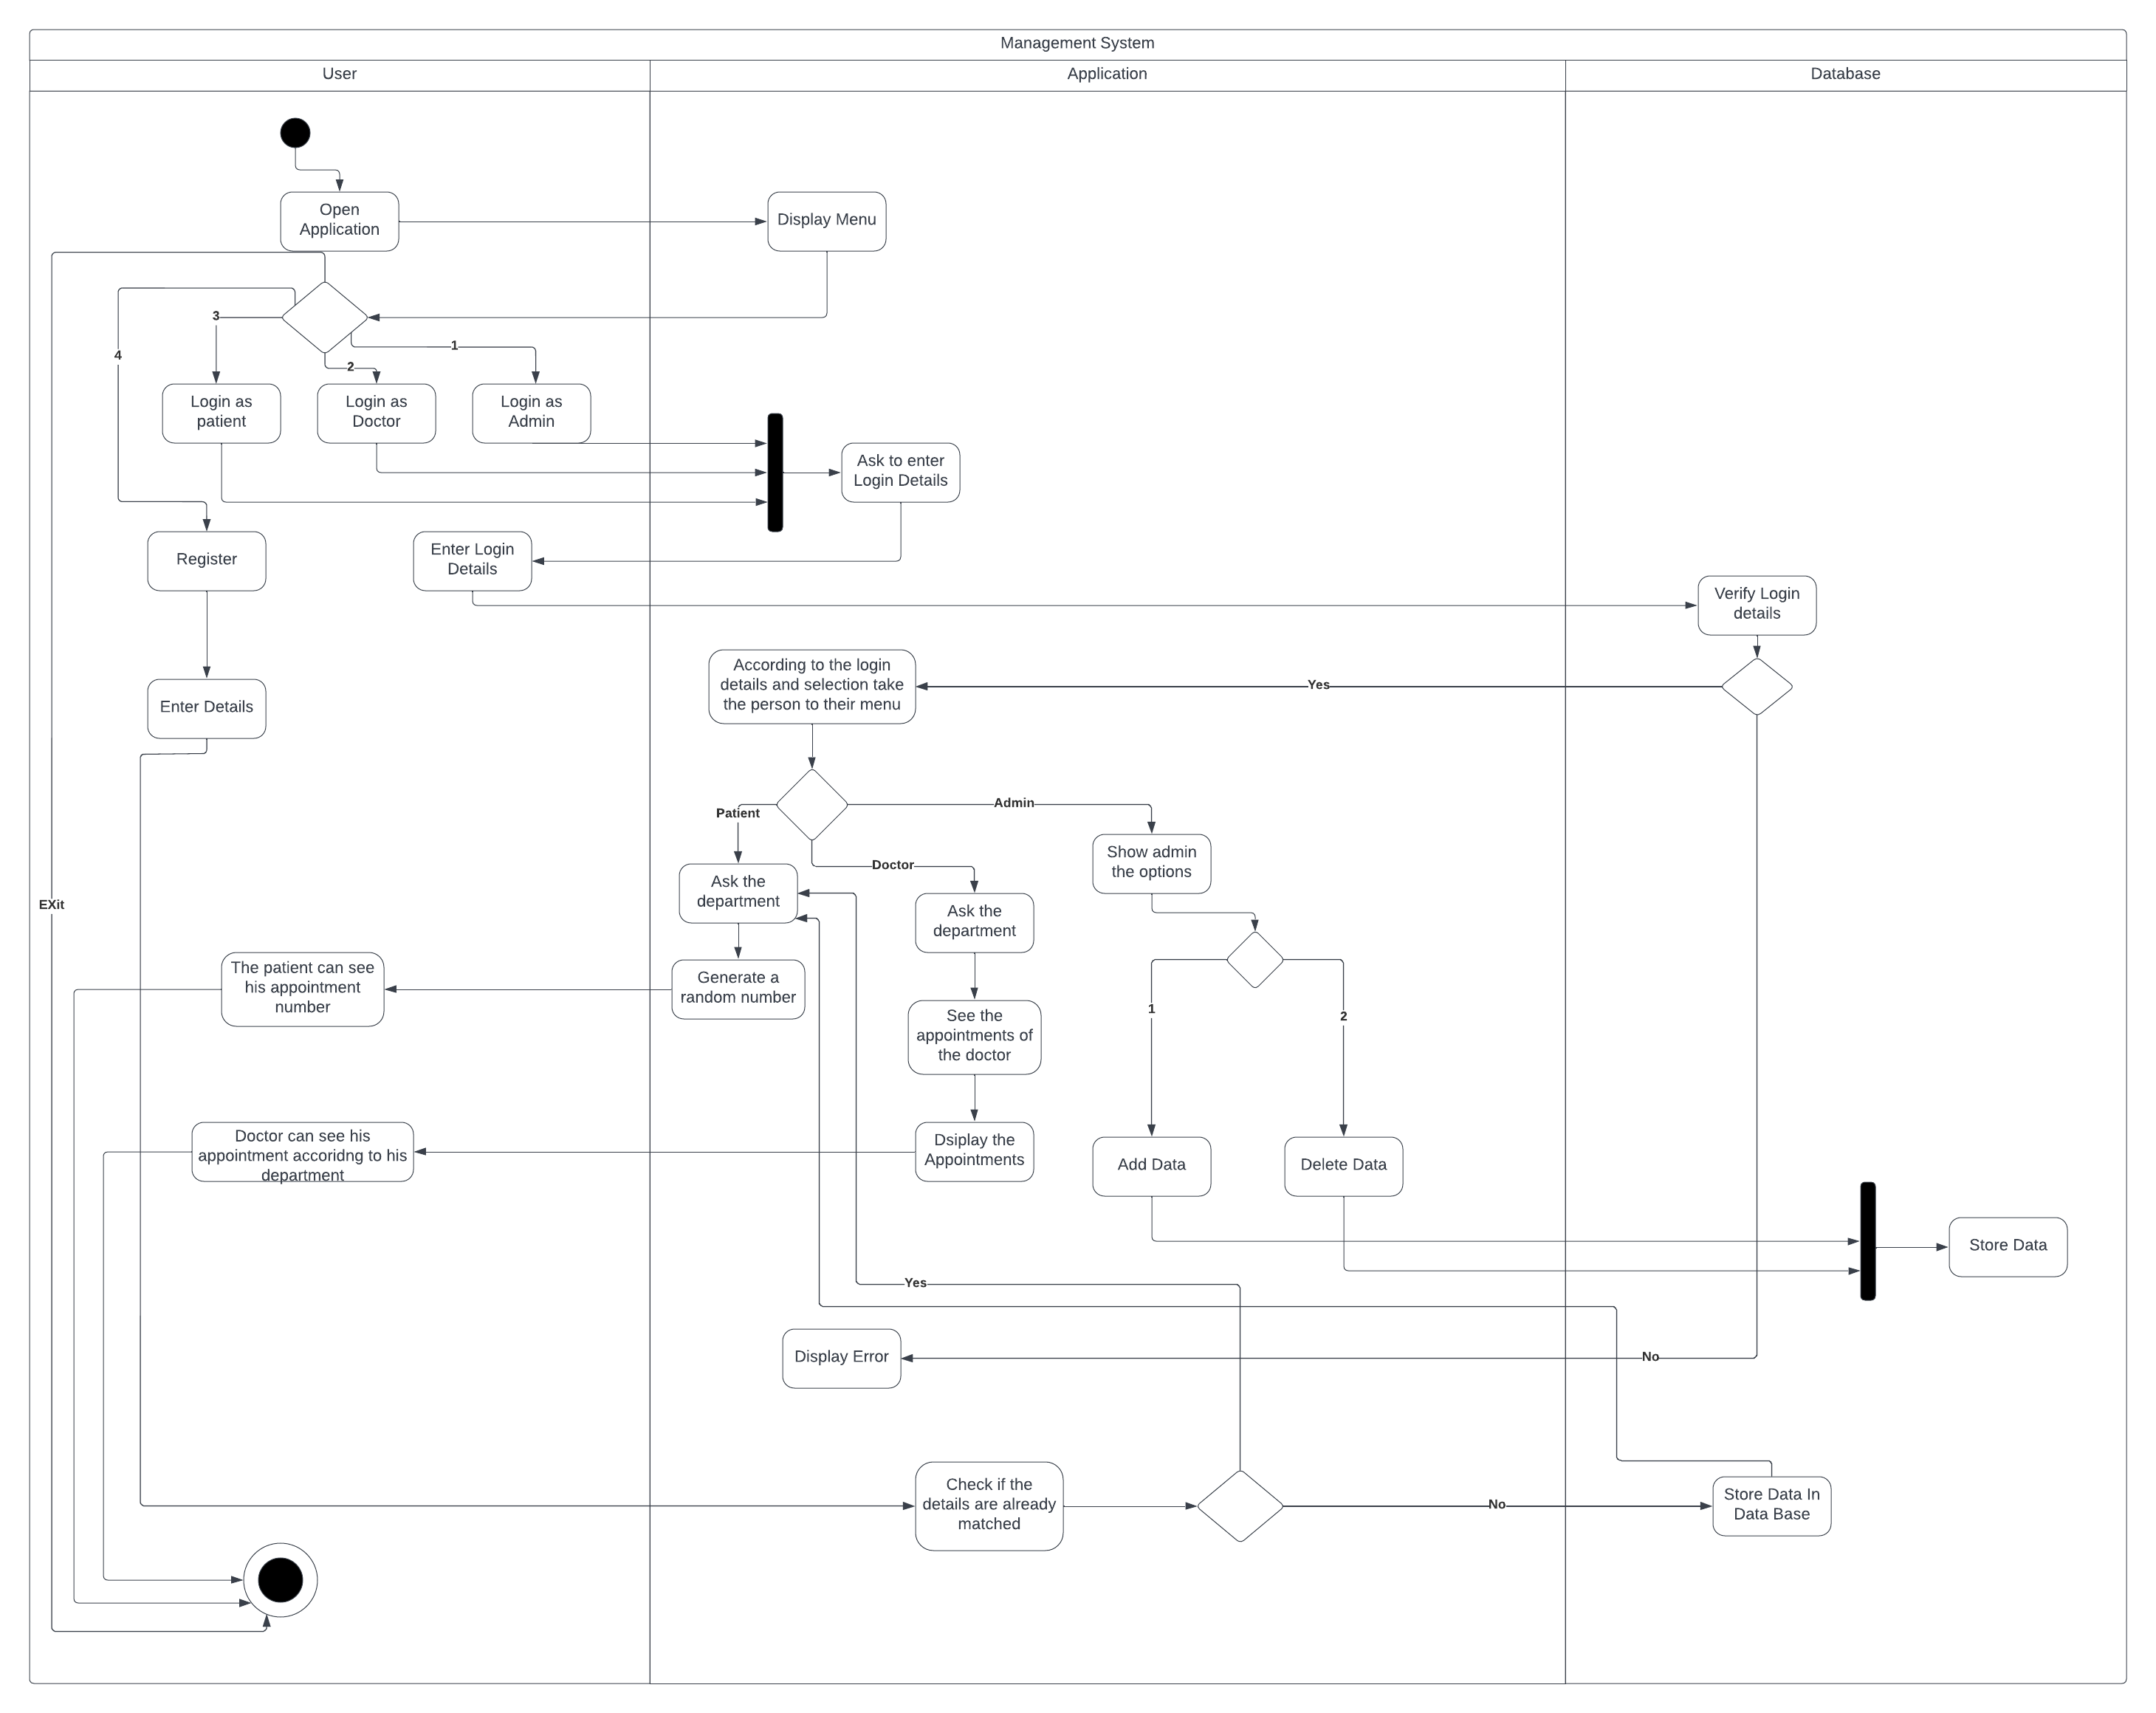 Management System
User
Application
Database
Open
Application
Display Menu
3
4
1
2
Login as
patient
Login as
Doctor
Login as
Admin
Ask to enter
Login Details
Register
Enter Login
Details
Verify Login
details
According to the login
details and selection take
the person to their menu
Yes
Enter Details
Patient
Admin
Doctor
Show admin
the options
Ask the
department
Ask the
department
EXit
The patient can see
his appointment
number
Generate a
random number
1
2
See the
appointments of
the doctor
Doctor can see his
appointment accoridng to his
department
Dsiplay the
Appointments
Add Data
Delete Data
Store Data
Yes
Display Error
No
Check if the
details are already
matched
No
Store Data In
Data Base